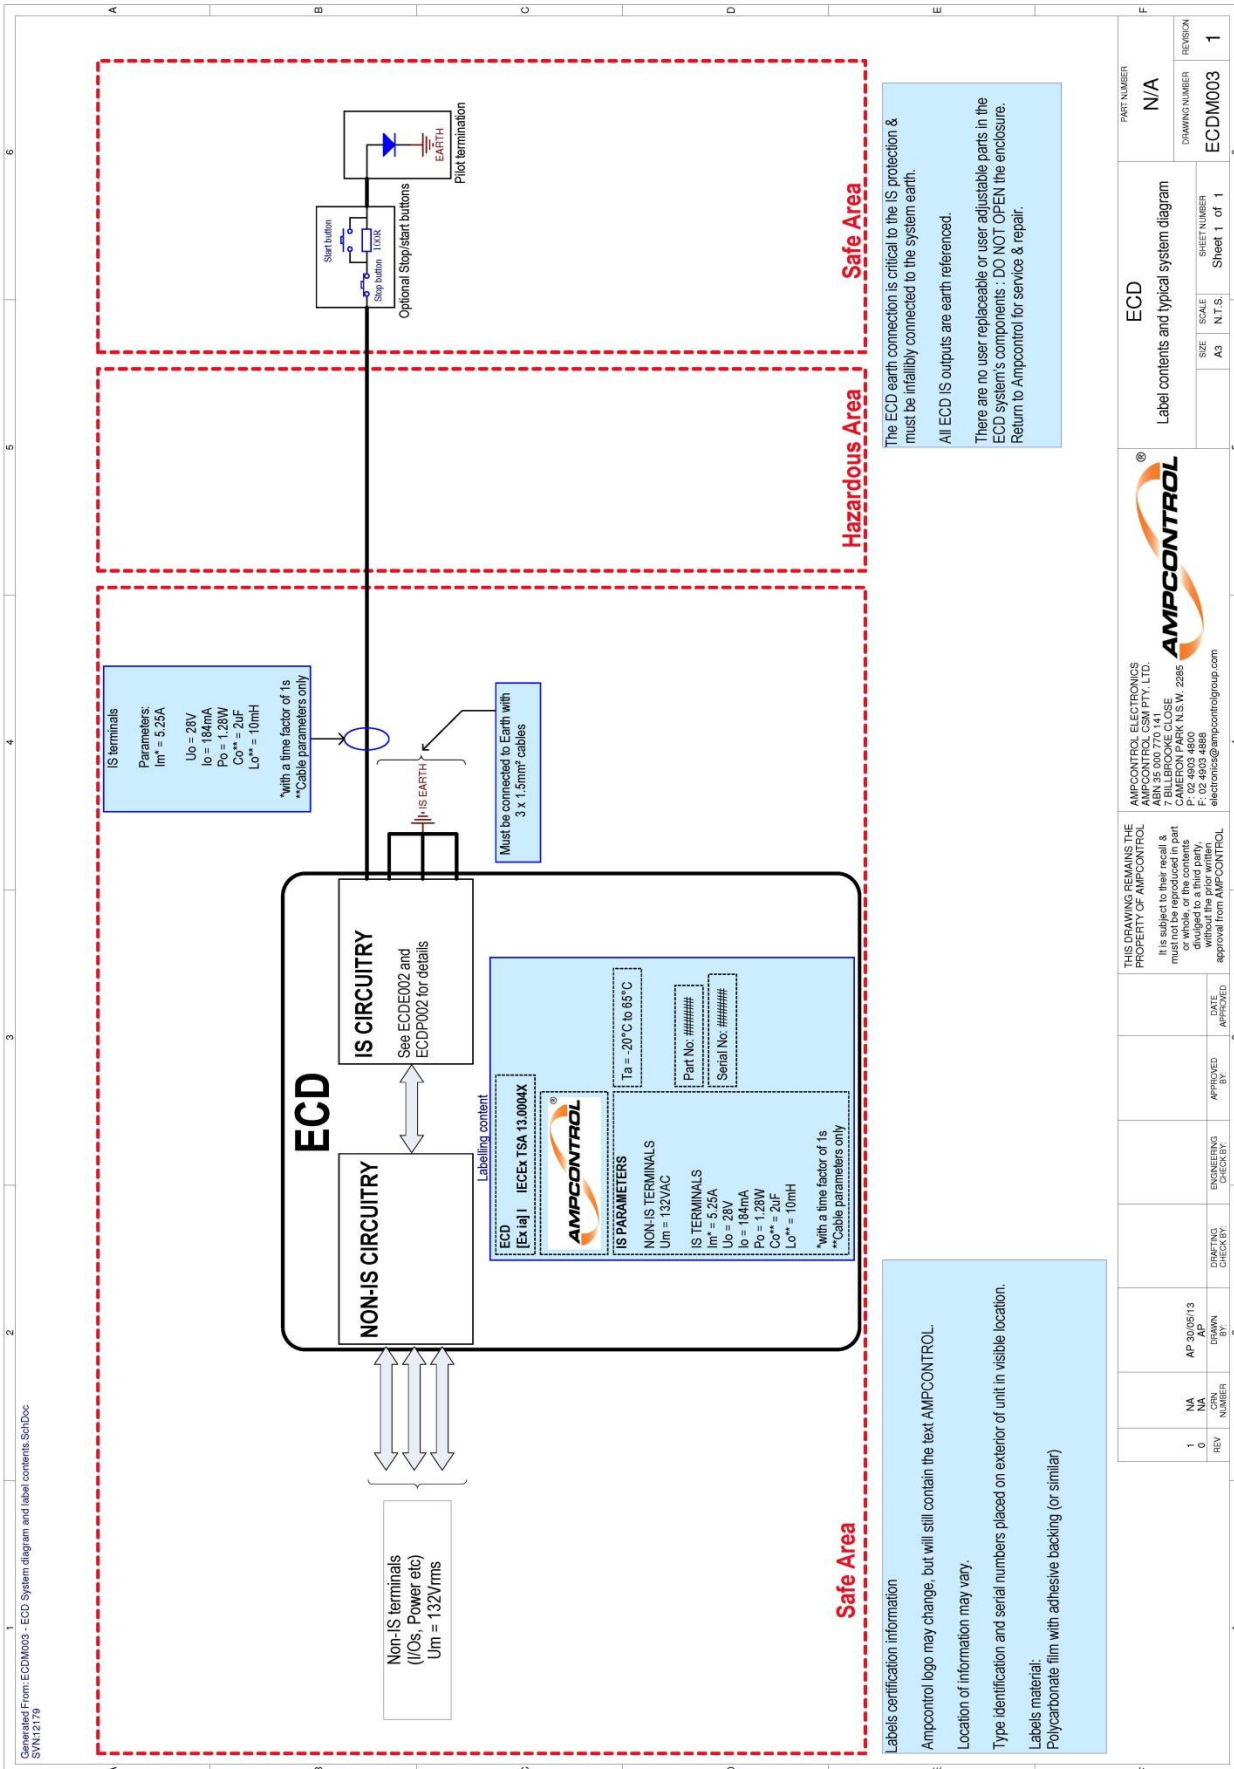 Generated From: ECDM003 - ECD System diagram and label contents.SchDoc
SVN:12179
1
2
3
4
5
6
A
B
C
D
E
F
Non-IS terminals
(I/Os, Power etc)
Um = 132Vrms
ECD
NON-IS CIRCUITRY
IS CIRCUITRY
See ECDE002 and
ECDP002 for details
Labelling content
ECD
[Ex ia] I IECEx TSA 13.0004X
AMPCONTROL ®
IS PARAMETERS
NON-IS TERMINALS
Um = 132VAC
IS TERMINALS
Im* = 5.25A
Uo = 28V
Io = 184mA
Po = 1.28W
Co** = 2uF
Lo** = 10mH
*with a time factor of 1s
**Cable parameters only
Ta = -20°C to 65°C
Part No: #######
Serial No: #######
IS terminals
Parameters:
Im* = 5.25A
Uo = 28V
Io = 184mA
Po = 1.28W
Co** = 2uF
Lo** = 10mH
*with a time factor of 1s
**Cable parameters only
IS EARTH
Must be connected to Earth with
3 x 1.5mm² cables
Start button
Stop button
100R
Optional Stop/start buttons
EARTH
Pilot termination
Safe Area
Hazardous Area
Safe Area
Labels certification information
Ampcontrol logo may change, but will still contain the text AMPCONTROL.
Location of information may vary.
Type identification and serial numbers placed on exterior of unit in visible location.
Labels material:
Polycarbonate film with adhesive backing (or similar)
The ECD earth connection is critical to the IS protection &
must be infallibly connected to the system earth.
All ECD IS outputs are earth referenced.
There are no user replaceable or user adjustable parts in the
ECD system's components : DO NOT OPEN the enclosure.
Return to Ampcontrol for service & repair.
1 NA AP 30/05/13
0 NA AP
REV
CRN NUMBER
DRAWN BY:
DRAFTING CHECK BY:
ENGINEERING CHECK BY:
APPROVED BY:
DATE APPROVED
THIS DRAWING REMAINS THE
PROPERTY OF AMPCONTROL
It is subject to their recall &
must not be reproduced in part
or whole, or the contents
divulged to a third party,
without the prior written
approval from AMPCONTROL
AMPCONTROL ELECTRONICS
AMPCONTROL CSM PTY. LTD.
ABN 35 000 770 141
7 BILLBROOKE CLOSE
CAMERON PARK N.S.W. 2285
P: 02 4903 4800
F: 02 4903 4888
electronics@ampcontrolgroup.com
AMPCONTROL ®
ECD
Label contents and typical system diagram
SIZE
A3
SCALE
N.T.S.
SHEET NUMBER
Sheet 1 of 1
PART NUMBER
N/A
DRAWING NUMBER
ECDM003
REVISION
1